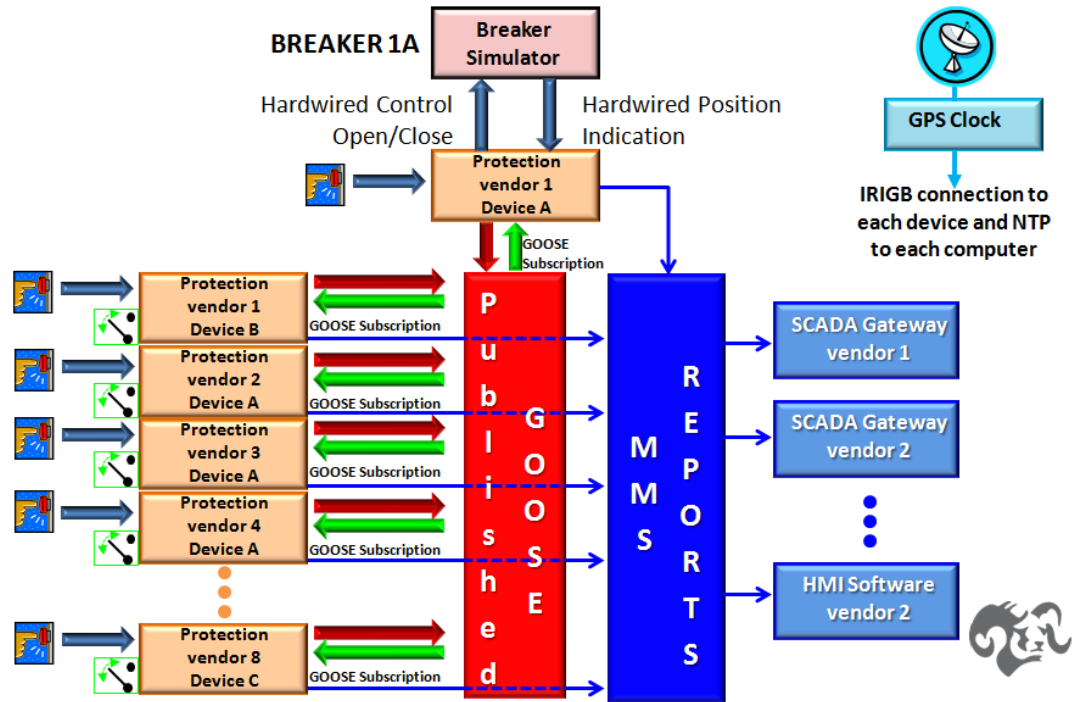 BREAKER 1A
Breaker
Simulator
Hardwired Control
Open/Close
Hardwired Position
Indication
GPS Clock
IRIGB connection to
each device and NTP
to each computer
Protection
vendor 1
Device A
GOOSE
Subscription
Protection
vendor 1
Device B
GOOSE Subscription
Protection
vendor 2
Device A
GOOSE Subscription
Protection
vendor 3
Device A
GOOSE Subscription
Protection
vendor 4
Device A
GOOSE Subscription
Protection
vendor 8
Device C
GOOSE Subscription
Published
GOOSE
MMS
REPORTS
SCADA Gateway
vendor 1
SCADA Gateway
vendor 2
HMI Software
vendor 2